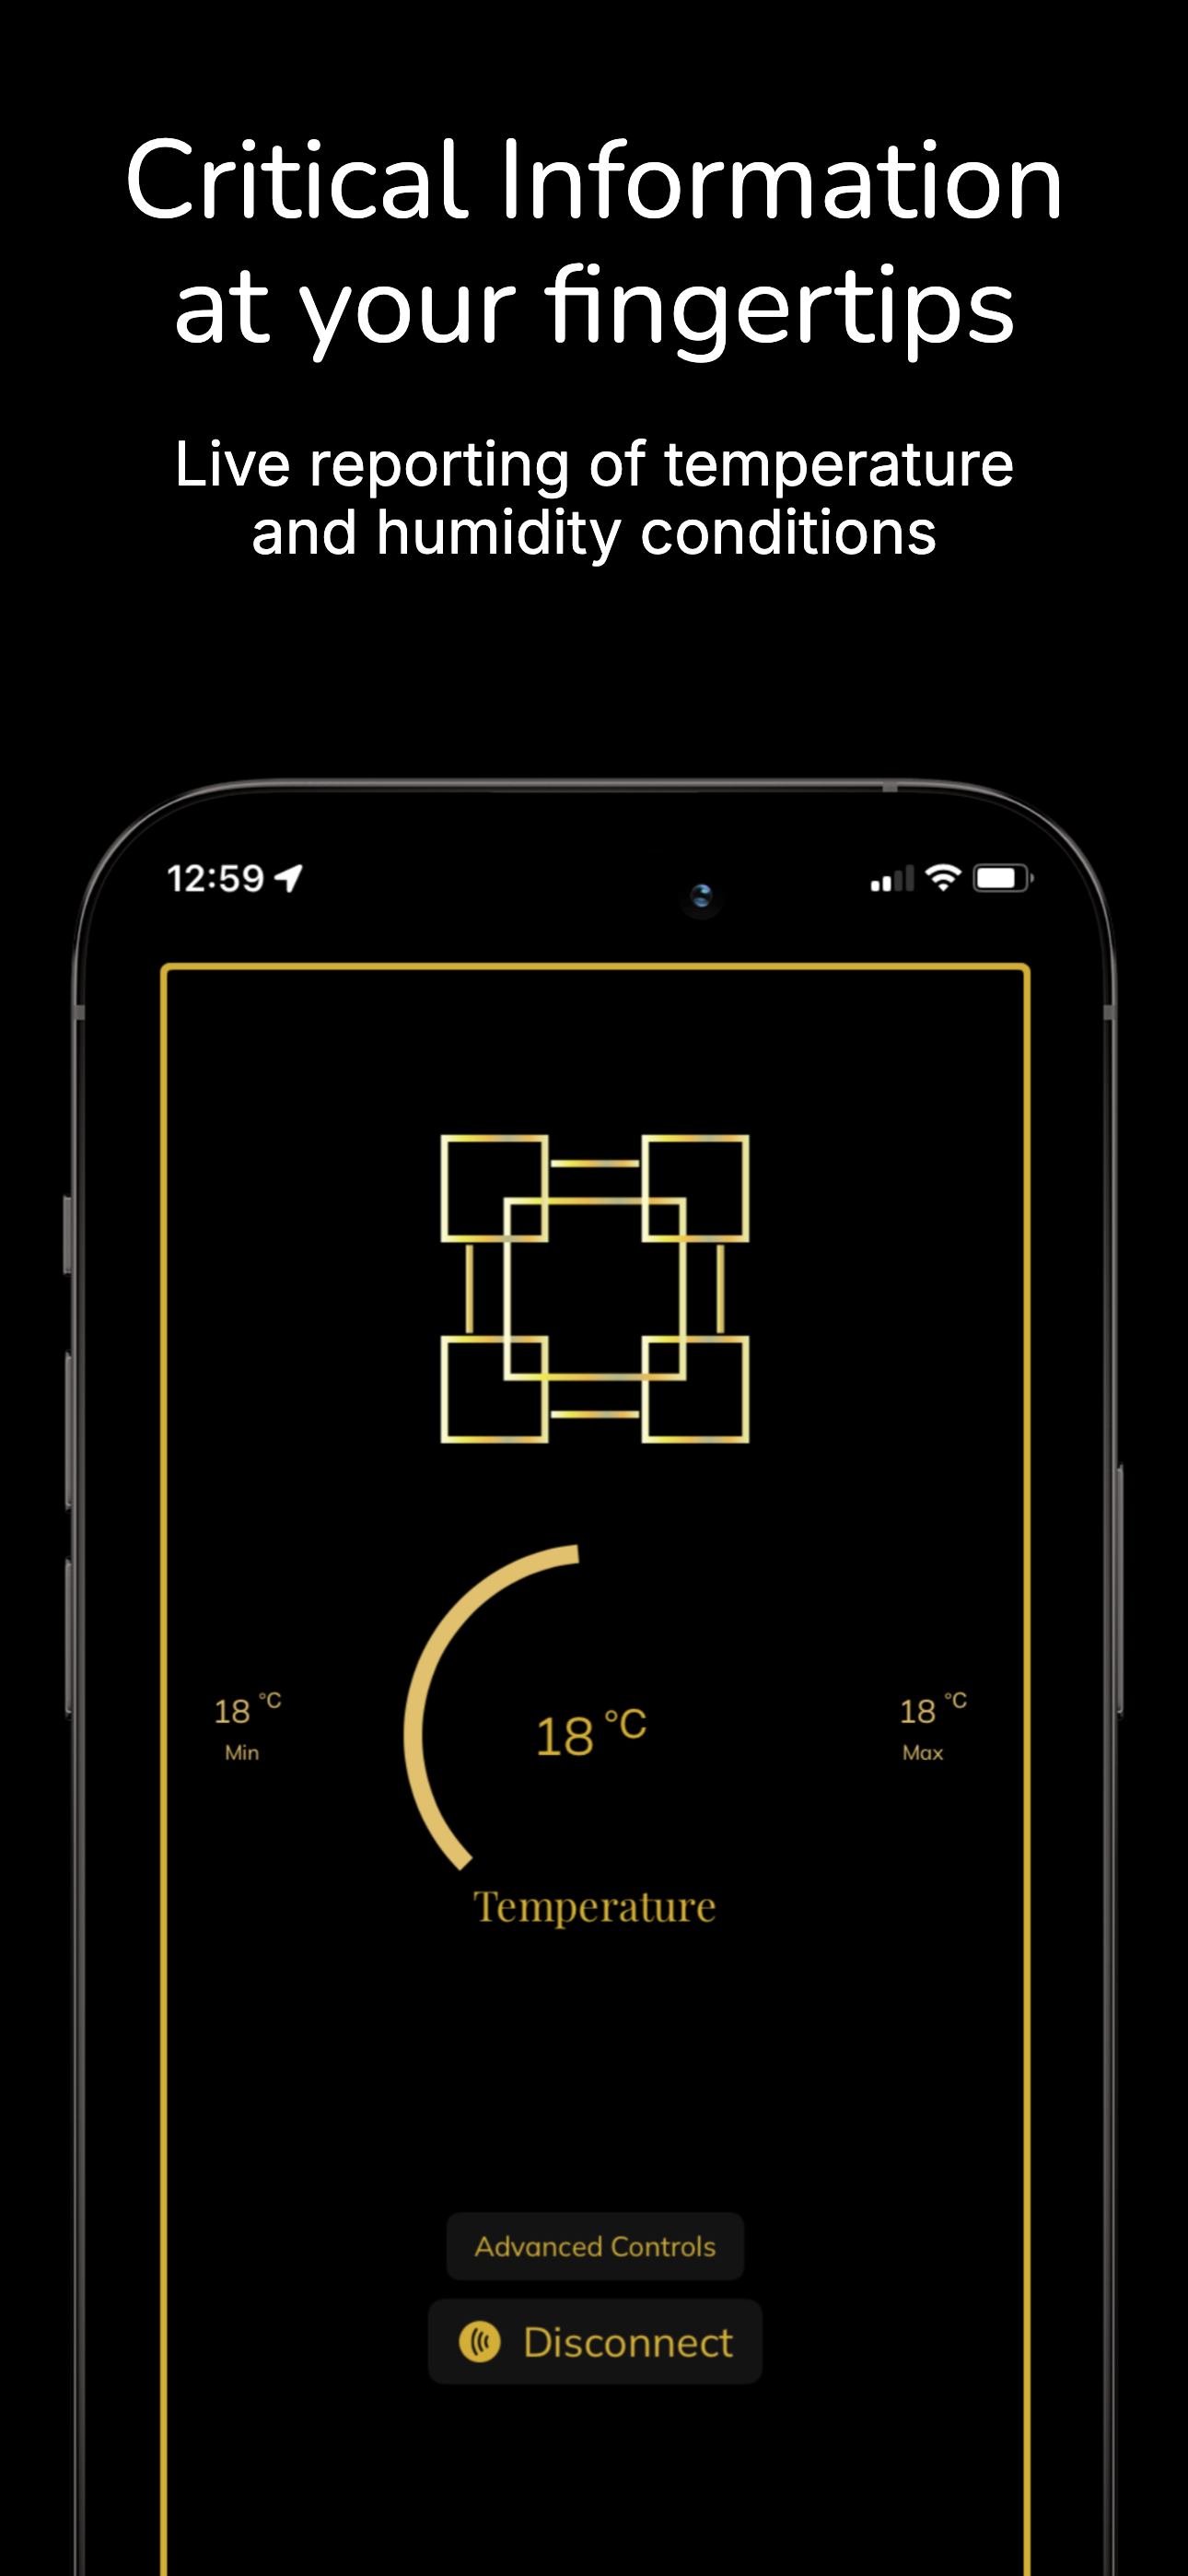 Critical Information
at your fingertips
Live reporting of temperature
and humidity conditions
12:59
18 °C
Min
18 °C
18 °C
Max
Temperature
Advanced Controls
Disconnect